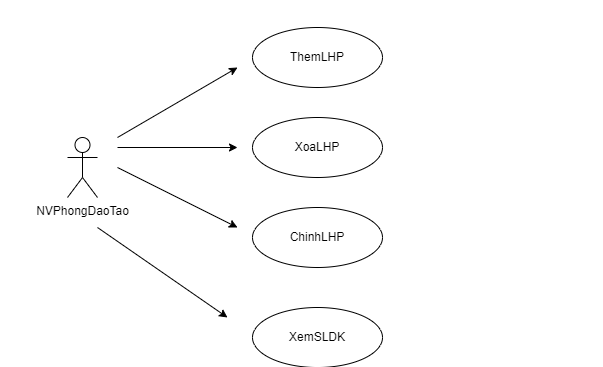 ThemLHP
XoaLHP
NVPhongDaoTao
ChinhLHP
XemSLDK